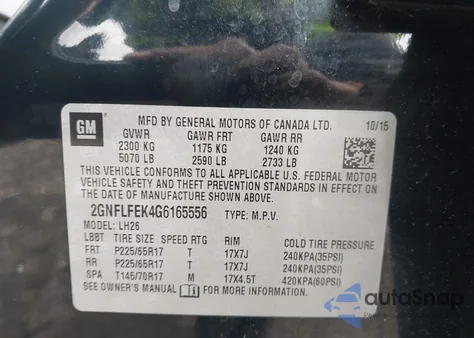 GM
MFD BY GENERAL MOTORS OF CANADA LTD. 10/15
GVWR GAWR FRT GAWR RR
2300 KG 1175 KG 1240 KG
5070 LB 2590 LB 2733 LB
THIS VEHICLE CONFORMS TO ALL APPLICABLE U.S. FEDERAL MOTOR
VEHICLE SAFETY AND THEFT PREVENTION STANDARDS IN EFFECT ON THE
DATE OF MANUFACTURE SHOWN ABOVE.
2GNFLFEK4G6165556 TYPE: M.P.V.
MODEL: LH26
LBBT TIRE SIZE SPEED RTG RIM COLD TIRE PRESSURE
FRT P225/65R17 T 17X7J 240KPA(35PSI)
RR P225/65R17 T 17X7J 240KPA(35PSI)
SPA T145/70R17 M 17X4.5T 420KPA(60PSI)
SEE OWNER'S MANUAL FOR ADDITIONAL INFORMATION
autoSnap